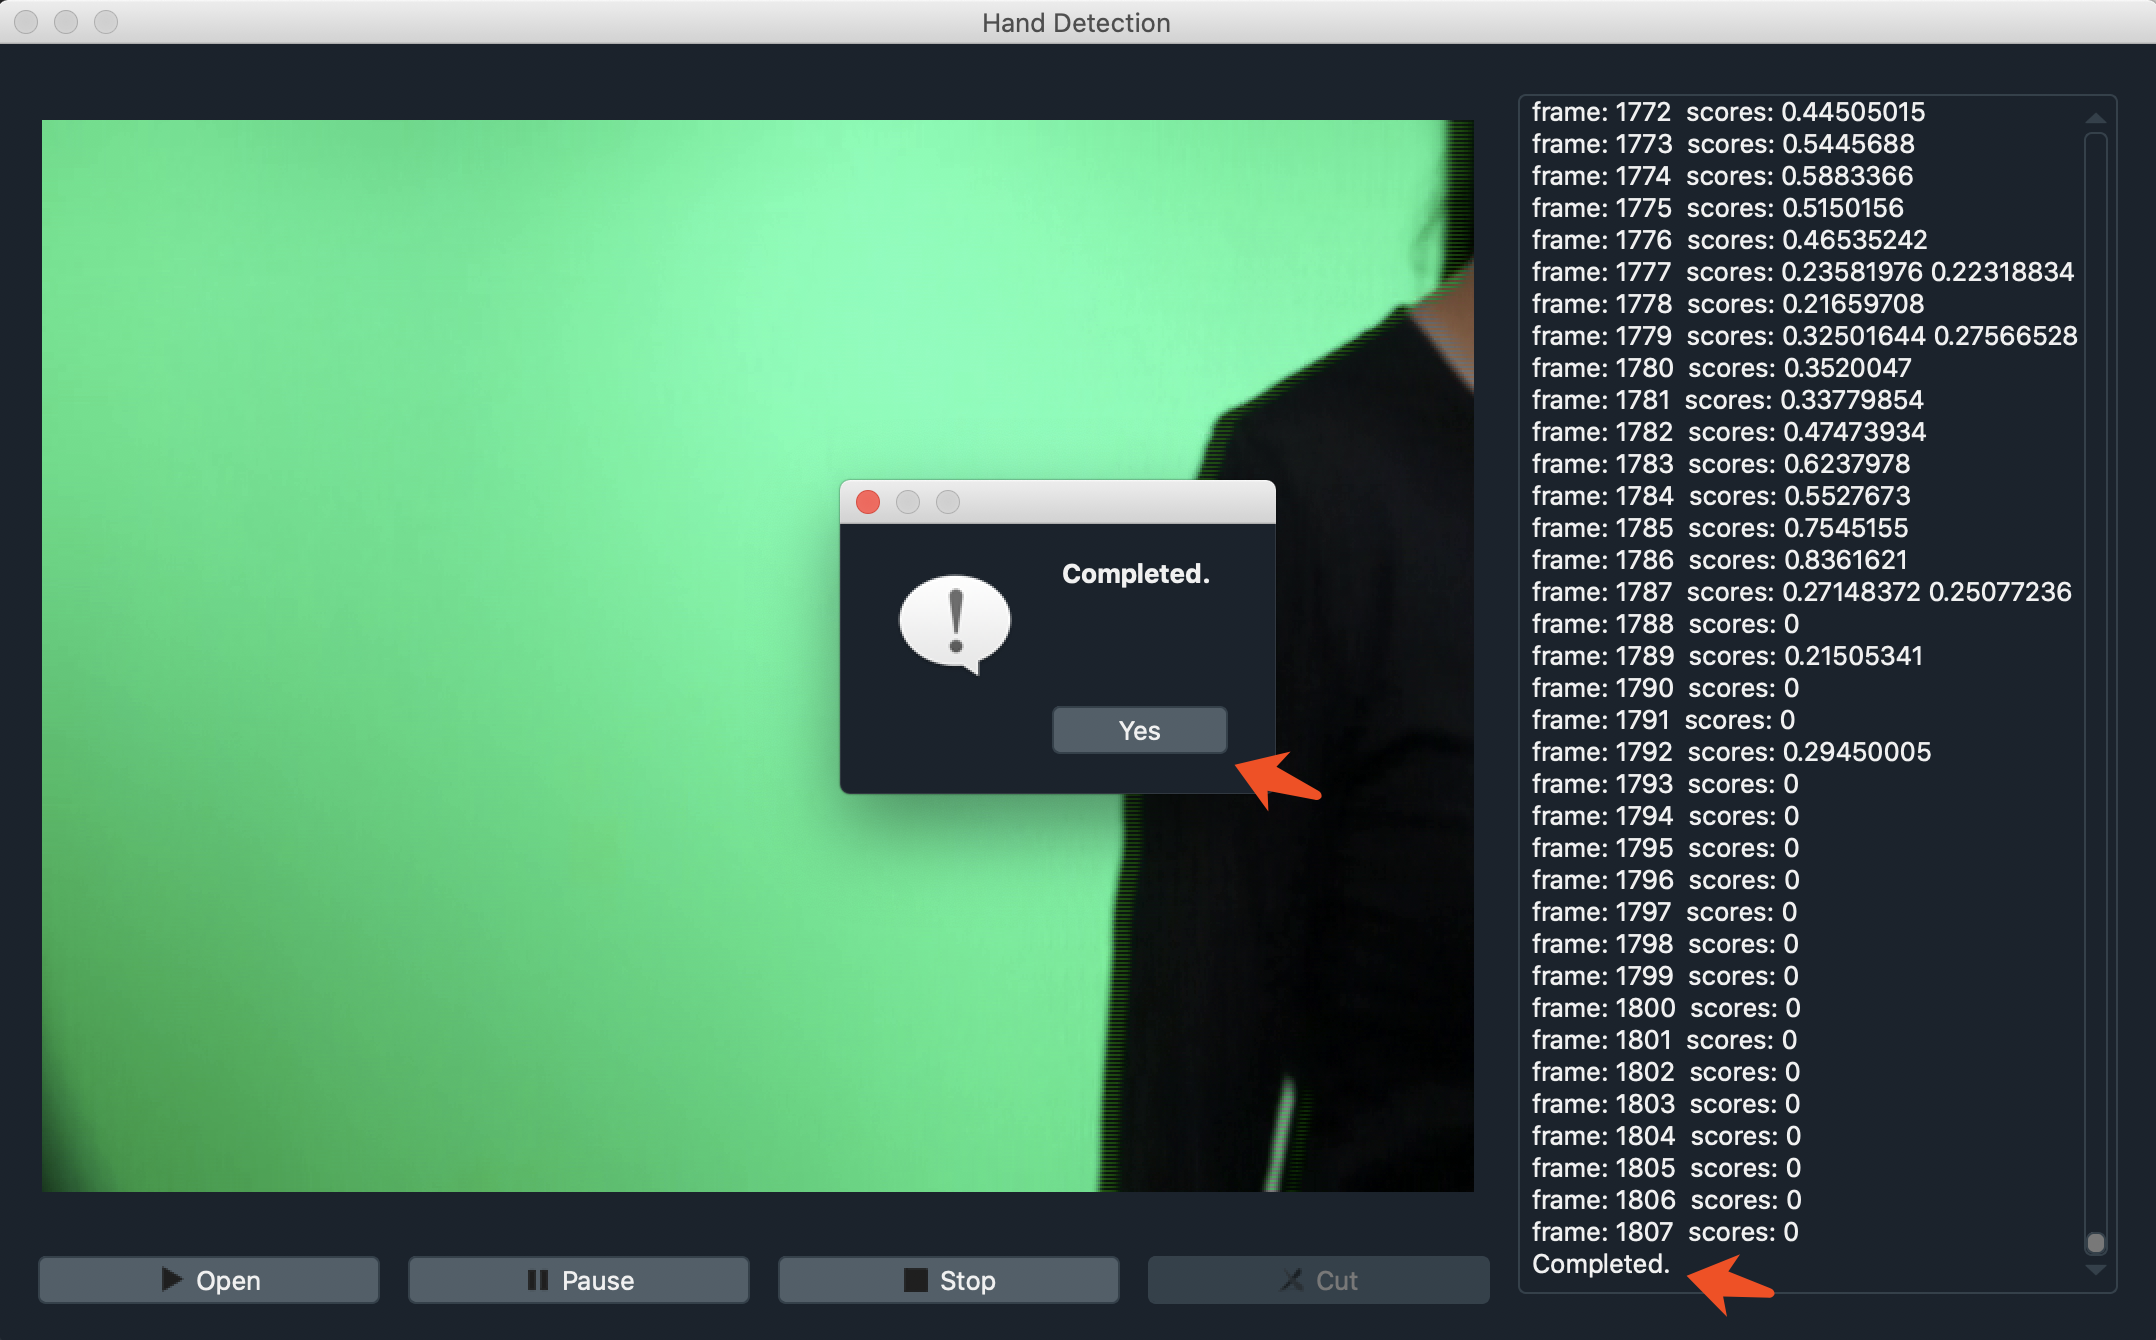 Hand Detection
frame: 1772 scores: 0.44505015
frame: 1773 scores: 0.5445688
frame: 1774 scores: 0.5883366
frame: 1775 scores: 0.5150156
frame: 1776 scores: 0.46535242
frame: 1777 scores: 0.23581976 0.22318834
frame: 1778 scores: 0.21659708
frame: 1779 scores: 0.32501644 0.27566528
frame: 1780 scores: 0.3520047
frame: 1781 scores: 0.33779854
frame: 1782 scores: 0.47473934
frame: 1783 scores: 0.6237978
frame: 1784 scores: 0.5527673
frame: 1785 scores: 0.7545155
frame: 1786 scores: 0.8361621
frame: 1787 scores: 0.27148372 0.25077236
frame: 1788 scores: 0
frame: 1789 scores: 0.21505341
frame: 1790 scores: 0
frame: 1791 scores: 0
frame: 1792 scores: 0.29450005
frame: 1793 scores: 0
frame: 1794 scores: 0
frame: 1795 scores: 0
frame: 1796 scores: 0
frame: 1797 scores: 0
frame: 1798 scores: 0
frame: 1799 scores: 0
frame: 1800 scores: 0
frame: 1801 scores: 0
frame: 1802 scores: 0
frame: 1803 scores: 0
frame: 1804 scores: 0
frame: 1805 scores: 0
frame: 1806 scores: 0
frame: 1807 scores: 0
Completed.
Completed.
Yes
Open
Pause
Stop
Cut